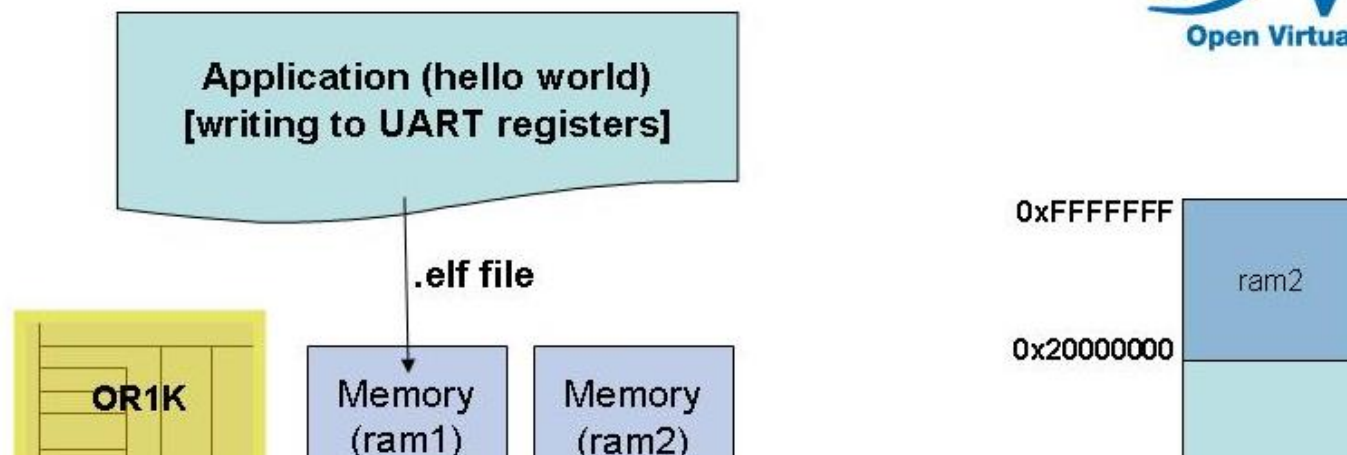 Open Virtua
Application (hello world)
[writing to UART registers]
.elf file
OR1K
Memory
(ram1)
Memory
(ram2)
0xFFFFFFFF
ram2
0x20000000